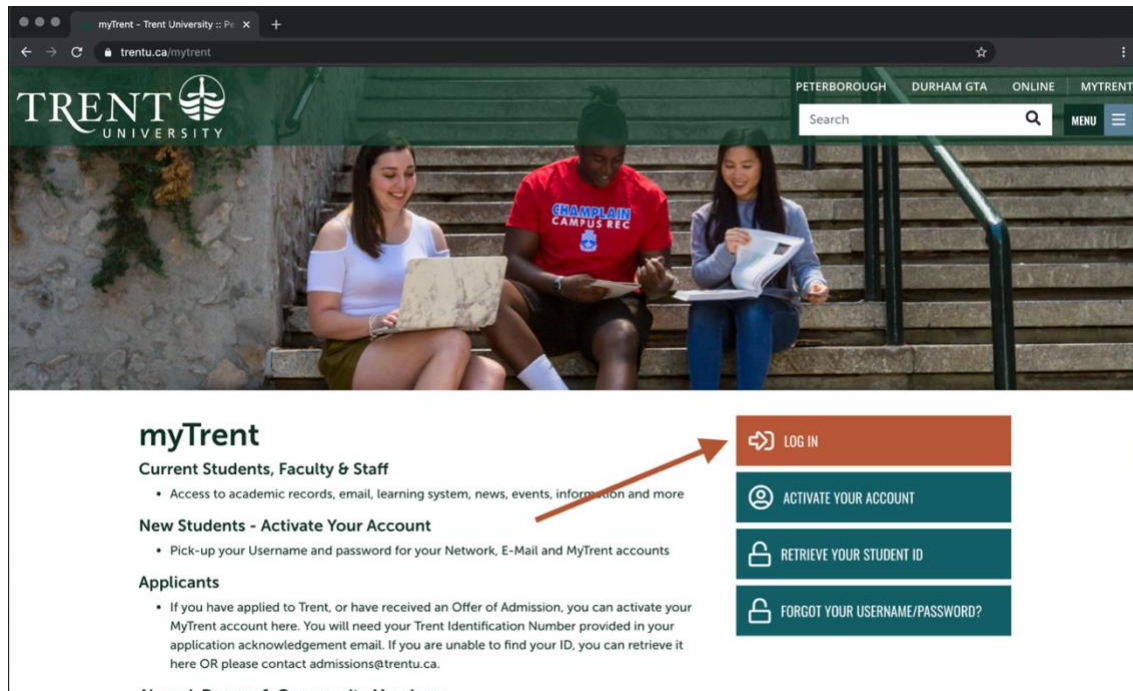 myTrent - Trent University :: Pe
trentu.ca/mytrent
PETERBOROUGH DURHAM GTA ONLINE MYTRENT
TRENT
UNIVERSITY
Search
MENU
CHAMPLAIN
CAMPUS REC
myTrent
Current Students, Faculty & Staff
• Access to academic records, email, learning system, news, events, information and more
New Students - Activate Your Account
• Pick-up your Username and password for your Network, E-Mail and MyTrent accounts
Applicants
• If you have applied to Trent, or have received an Offer of Admission, you can activate your
MyTrent account here. You will need your Trent Identification Number provided in your
application acknowledgement email. If you are unable to find your ID, you can retrieve it
here OR please contact admissions@trentu.ca.
LOG IN
ACTIVATE YOUR ACCOUNT
RETRIEVE YOUR STUDENT ID
FORGOT YOUR USERNAME/PASSWORD?